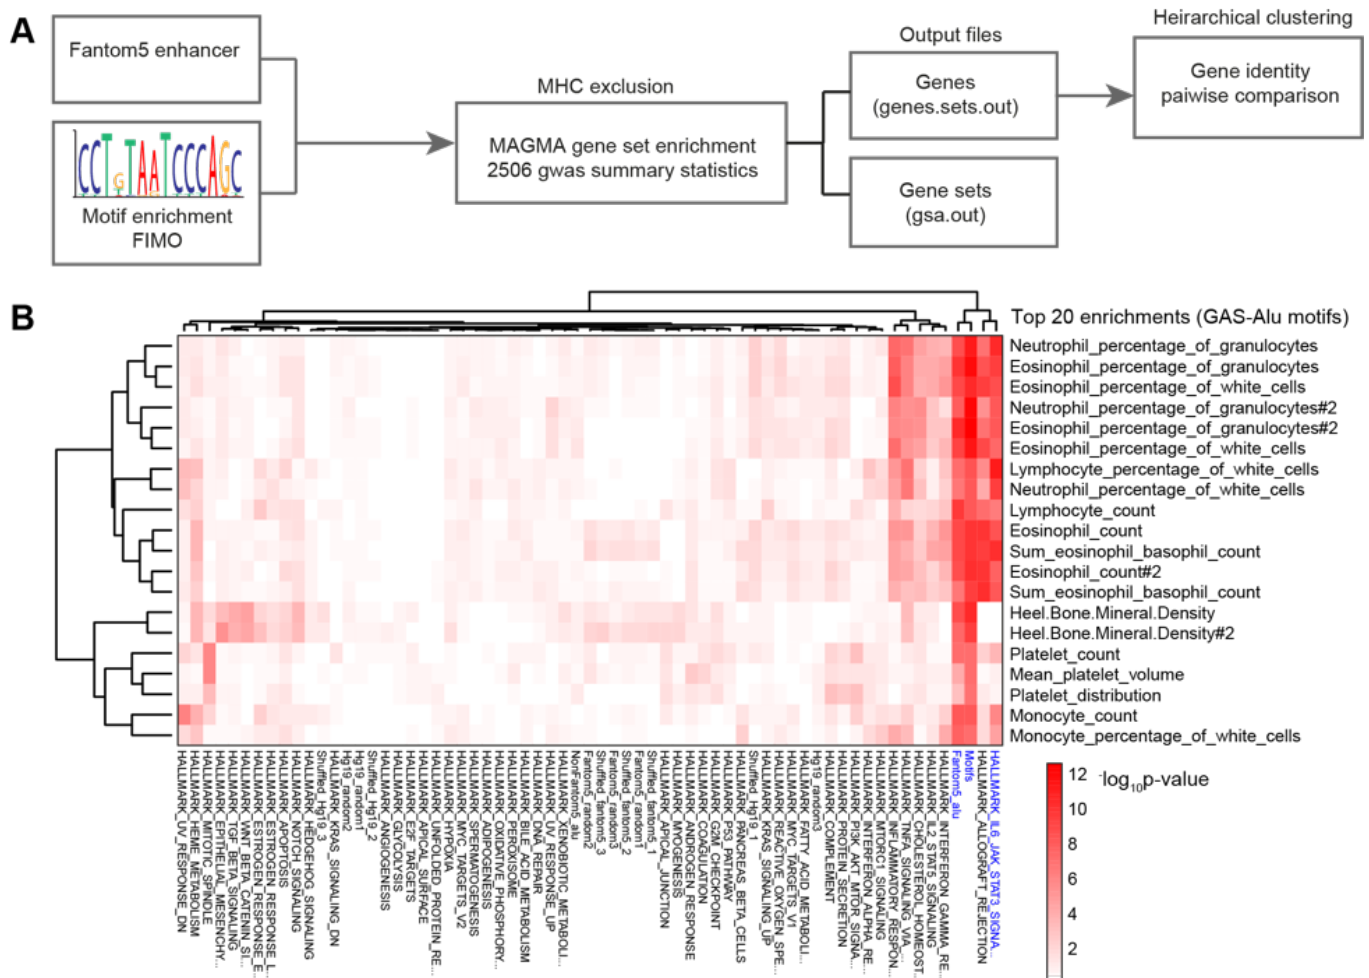 A
Fantom5 enhancer
CCTGTAATCCCAGC
Motif enrichment
FIMO
MHC exclusion
MAGMA gene set enrichment
2506 gwas summary statistics
Output files
Genes
(genes.sets.out)
Gene sets
(gsa.out)
Heirarchical clustering
Gene identity
paiwise comparison
B
Top 20 enrichments (GAS-Alu motifs)
Neutrophil_percentage_of_granulocytes
Eosinophil_percentage_of_granulocytes
Eosinophil_percentage_of_white_cells
Neutrophil_percentage_of_granulocytes#2
Eosinophil_percentage_of_granulocytes#2
Eosinophil_percentage_of_white_cells
Lymphocyte_percentage_of_white_cells
Neutrophil_percentage_of_white_cells
Lymphocyte_count
Eosinophil_count
Sum_eosinophil_basophil_count
Eosinophil_count#2
Sum_eosinophil_basophil_count
Heel.Bone.Mineral.Density
Heel.Bone.Mineral.Density#2
Platelet_count
Mean_platelet_volume
Platelet_distribution
Monocyte_count
Monocyte_percentage_of_white_cells
HALLMARK_UV_RESPONSE_DN
HALLMARK_HEME_METABOLISM
HALLMARK_MITOTIC_SPINDLE
HALLMARK_EPITHELIAL_MESENCHY...
HALLMARK_TGF_BETA_SIGNALING
HALLMARK_WNT_BETA_CATENIN_SI...
HALLMARK_ESTROGEN_RESPONSE_E...
HALLMARK_ESTROGEN_RESPONSE_L...
HALLMARK_APOPTOSIS
HALLMARK_NOTCH_SIGNALING
HALLMARK_HEDGEHOG_SIGNALING
Shuffled_Hg19_3
HALLMARK_KRAS_SIGNALING_DN
Hg19_random2
Hg19_random1
Shuffled_Hg19_2
HALLMARK_ANGIOGENESIS
HALLMARK_GLYCOLYSIS
HALLMARK_E2F_TARGETS
HALLMARK_APICAL_SURFACE
HALLMARK_UNFOLDED_PROTEIN_RE...
HALLMARK_HYPOXIA
HALLMARK_MYC_TARGETS_V2
HALLMARK_SPERMATOGENESIS
HALLMARK_ADIPOGENESIS
HALLMARK_OXIDATIVE_PHOSPHORY...
HALLMARK_PEROXISOME
HALLMARK_BILE_ACID_METABOLISM
HALLMARK_DNA_REPAIR
HALLMARK_UV_RESPONSE_UP
HALLMARK_XENOBIOTIC_METABOLI...
NonFantom5_alu
Fantom5_random2
Shuffled_fantom5_3
Fantom5_random3
Shuffled_fantom5_2
Fantom5_random1
Shuffled_fantom5_1
HALLMARK_APICAL_JUNCTION
HALLMARK_MYOGENESIS
HALLMARK_ANDROGEN_RESPONSE
HALLMARK_COAGULATION
HALLMARK_G2M_CHECKPOINT
HALLMARK_P53_PATHWAY
HALLMARK_PANCREAS_BETA_CELLS
Shuffled_Hg19_1
HALLMARK_KRAS_SIGNALING_UP
HALLMARK_REACTIVE_OXYGEN_SPE...
HALLMARK_MYC_TARGETS_V1
HALLMARK_FATTY_ACID_METABOLI...
Hg19_random3
HALLMARK_COMPLEMENT
HALLMARK_PROTEIN_SECRETION
HALLMARK_PI3K_AKT_MTOR_SIGNA...
HALLMARK_INTERFERON_ALPHA_RE...
HALLMARK_MTORC1_SIGNALING
HALLMARK_INFLAMMATORY_RESPON...
HALLMARK_TNFA_SIGNALING_VIA...
HALLMARK_CHOLESTEROL_HOMEOST...
HALLMARK_IL2_STAT5_SIGNALING
HALLMARK_INTERFERON_GAMMA_RE...
Fantom5_alu
Motifs
HALLMARK_ALLOGRAFT_REJECTION
HALLMARK_IL6_JAK_STAT3_SIGNA...
-log10p-value
12
10
8
6
4
2